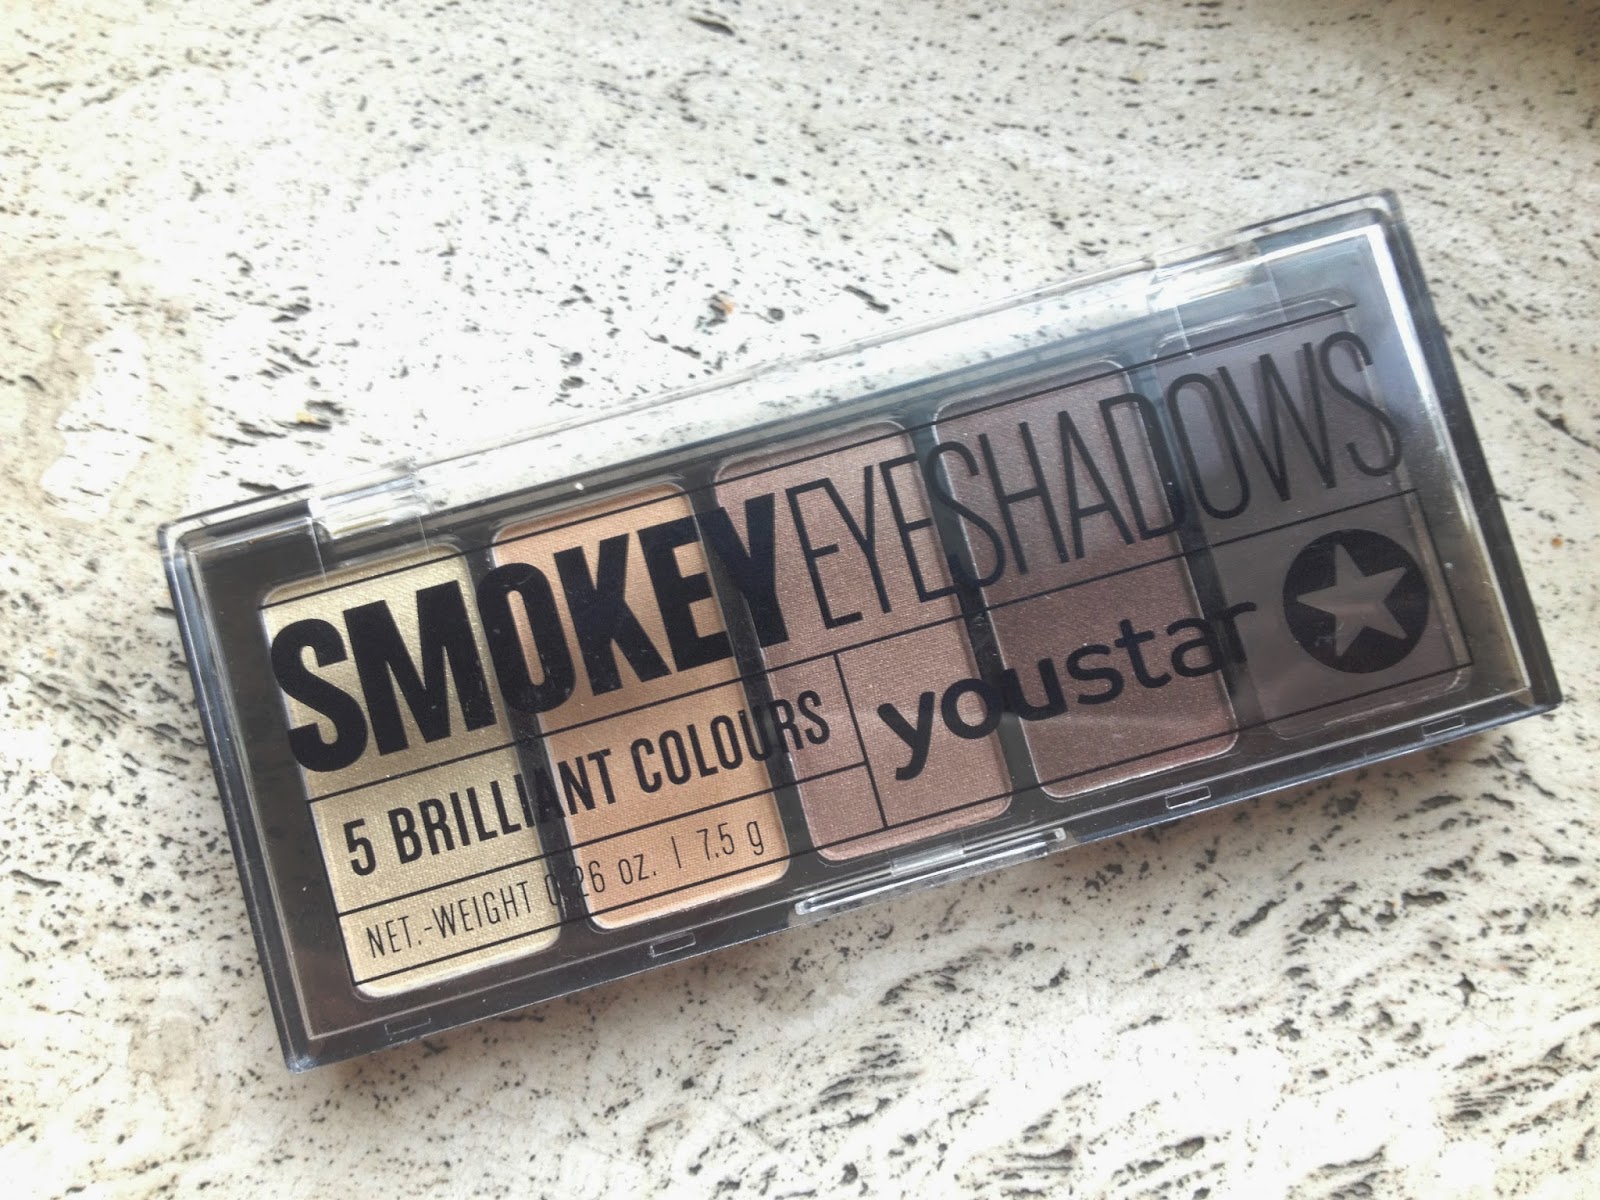 SMOKEY EYESHADOWS
5 BRILLIANT COLOURS
youstar
NET.-WEIGHT 0.26 oz. | 7.5 g